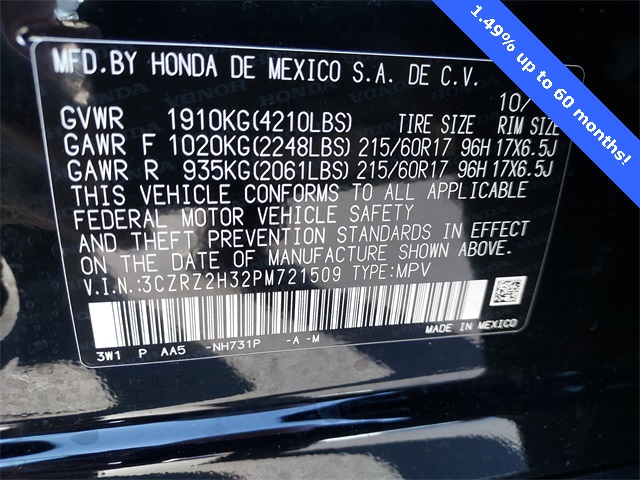 1.49% up to 60 months!
MFD.BY HONDA DE MEXICO S.A. DE C.V.
10/
GVWR 1910KG(4210LBS) TIRE SIZE RIM SIZE
GAWR F 1020KG(2248LBS) 215/60R17 96H 17X6.5J
GAWR R 935KG(2061LBS) 215/60R17 96H 17X6.5J
THIS VEHICLE CONFORMS TO ALL APPLICABLE
FEDERAL MOTOR VEHICLE SAFETY
AND THEFT PREVENTION STANDARDS IN EFFECT
ON THE DATE OF MANUFACTURE SHOWN ABOVE.
V.I.N.:3CZRZ2H32PM721509 TYPE:MPV
MADE IN MEXICO
3W1 P AA5 -NH731P -A -M